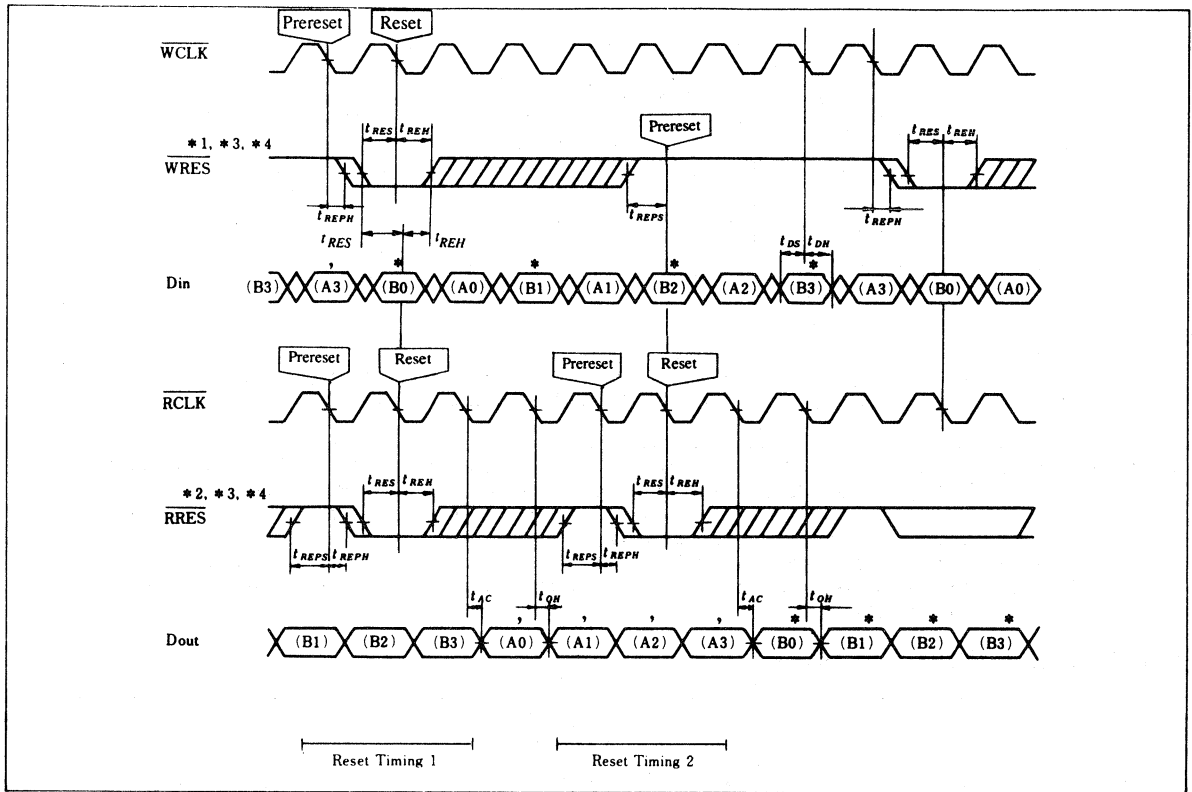 Prereset Reset
WCLK
Prereset
tRES tREH tRES tREH
*1, *3, *4
WRES
tREPH tREPS tREPH
tRES tREH tDS tDH
, * * * *
Din (B3) (A3) (B0) (A0) (B1) (A1) (B2) (A2) (B3) (A3) (B0) (A0)
Prereset Reset Prereset Reset
RCLK
tRES tREH tRES tREH
*2, *3, *4
RRES
tREPS tREPH tREPS tREPH
tAC tOH tAC tOH
, , , , * * * *
Dout (B1) (B2) (B3) (A0) (A1) (A2) (A3) (B0) (B1) (B2) (B3)
Reset Timing 1 Reset Timing 2